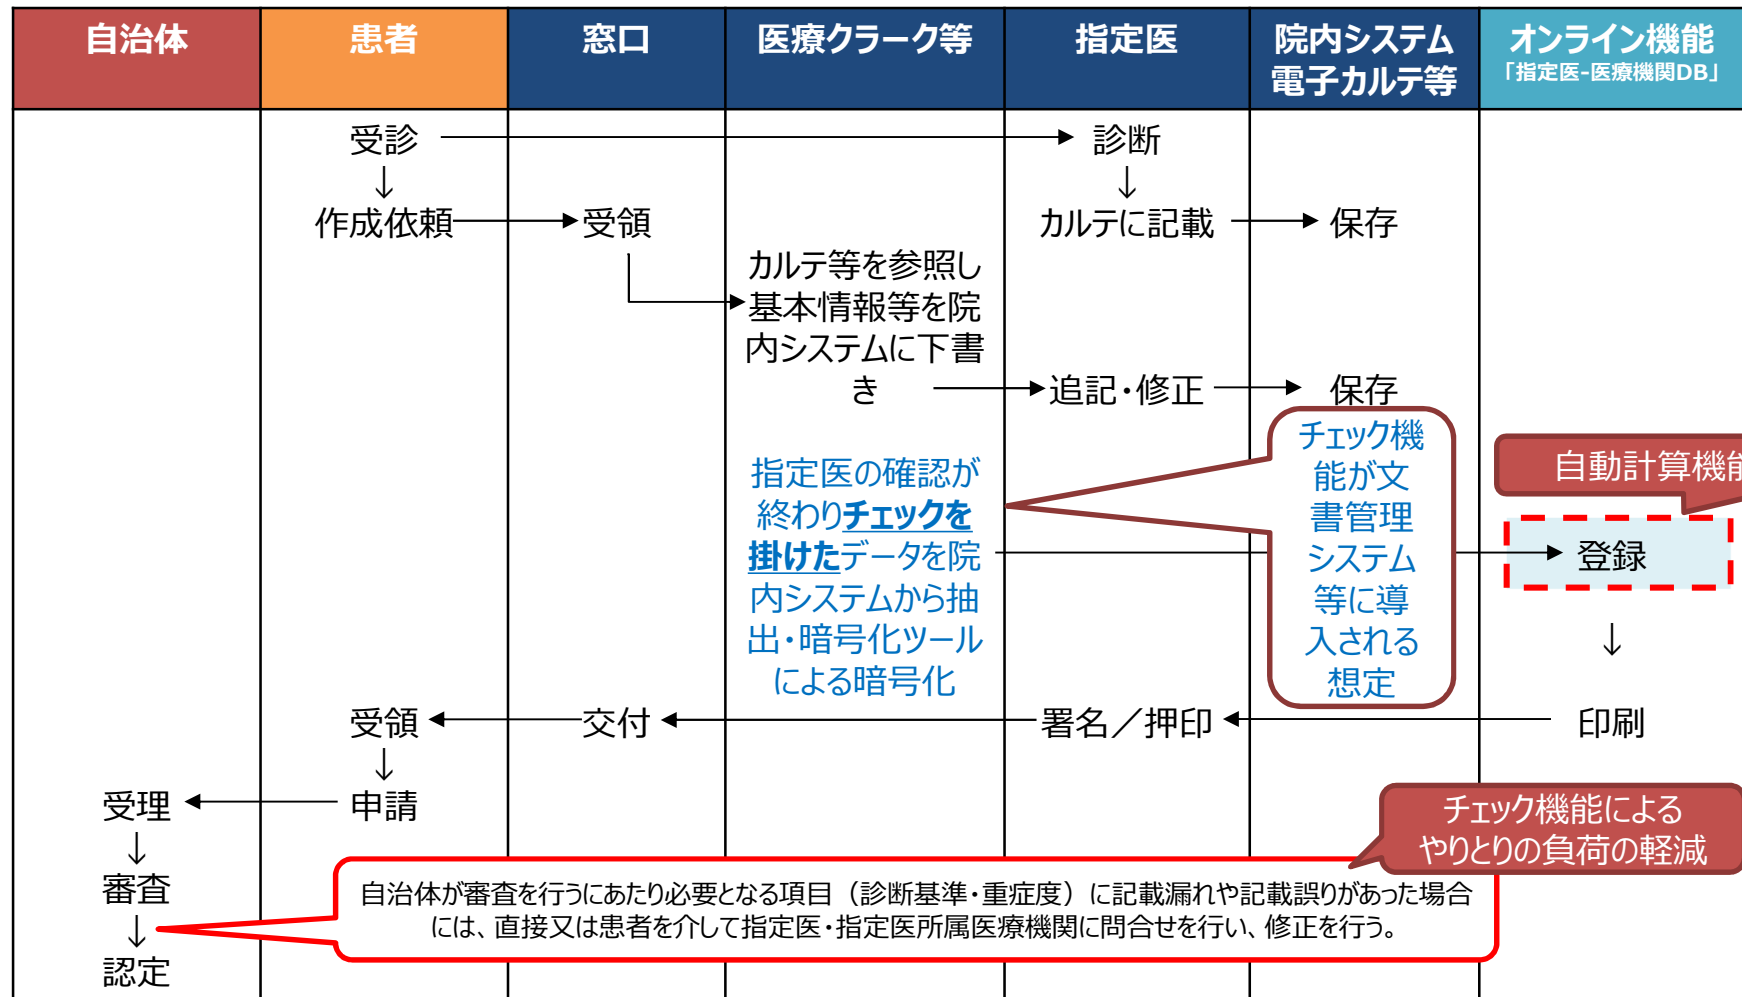 自治体
患者
窓口
医療クラーク等
指定医
院内システム
電子カルテ等
オンライン機能
「指定医-医療機関DB」
受診
診断
↓
↓
作成依頼
受領
カルテに記載
保存
カルテ等を参照し
基本情報等を院
内システムに下書
き
追記・修正
保存
チェック機
能が文
書管理
システム
等に導
入される
想定
自動計算機能
指定医の確認が
終わりチェックを
掛けたデータを院
内システムから抽
出・暗号化ツール
による暗号化
登録
↓
受領
交付
署名／押印
印刷
↓
受理
申請
チェック機能による
やりとりの負荷の軽減
↓
審査
自治体が審査を行うにあたり必要となる項目（診断基準・重症度）に記載漏れや記載誤りがあった場合
には、直接又は患者を介して指定医・指定医所属医療機関に問合せを行い、修正を行う。
↓
認定